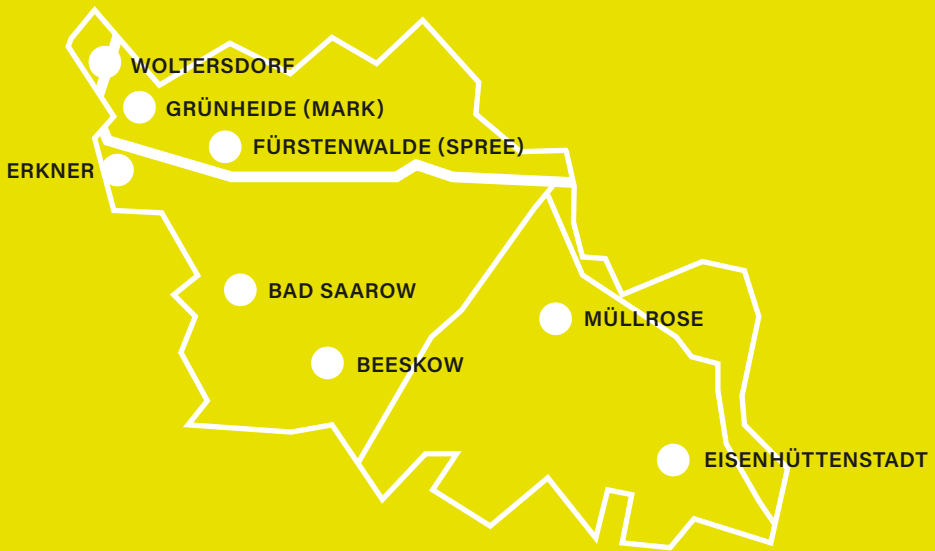 WOLTERSDORF
GRÜNHEIDE (MARK)
FÜRSTENWALDE (SPREE)
ERKNER
BAD SAAROW
MÜLLROSE
BEESKOW
EISENHÜTTENSTADT